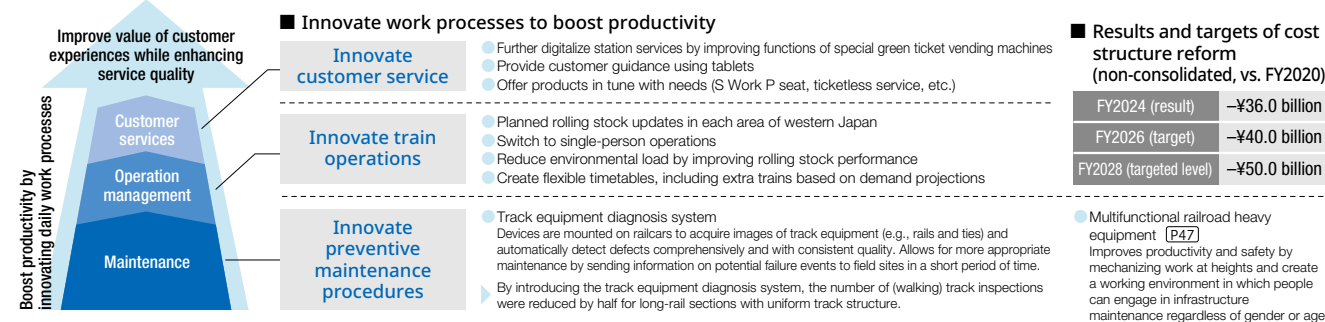 Improve value of customer
experiences while enhancing
service quality
Boost productivity by
innovating daily work processes
Customer
services
Operation
management
Maintenance
■ Innovate work processes to boost productivity
Innovate
customer service
Further digitalize station services by improving functions of special green ticket vending machines
Provide customer guidance using tablets
Offer products in tune with needs (S Work P seat, ticketless service, etc.)
Innovate train
operations
Planned rolling stock updates in each area of western Japan
Switch to single-person operations
Reduce environmental load by improving rolling stock performance
Create flexible timetables, including extra trains based on demand projections
Innovate
preventive
maintenance
procedures
Track equipment diagnosis system
Devices are mounted on railcars to acquire images of track equipment (e.g., rails and ties) and
automatically detect defects comprehensively and with consistent quality. Allows for more appropriate
maintenance by sending information on potential failure events to field sites in a short period of time.
By introducing the track equipment diagnosis system, the number of (walking) track inspections
were reduced by half for long-rail sections with uniform track structure.
■ Results and targets of cost
structure reform
(non-consolidated, vs. FY2020)
FY2024 (result) –¥36.0 billion
FY2026 (target) –¥40.0 billion
FY2028 (targeted level) –¥50.0 billion
Multifunctional railroad heavy
equipment P47
Improves productivity and safety by
mechanizing work at heights and create
a working environment in which people
can engage in infrastructure
maintenance regardless of gender or age